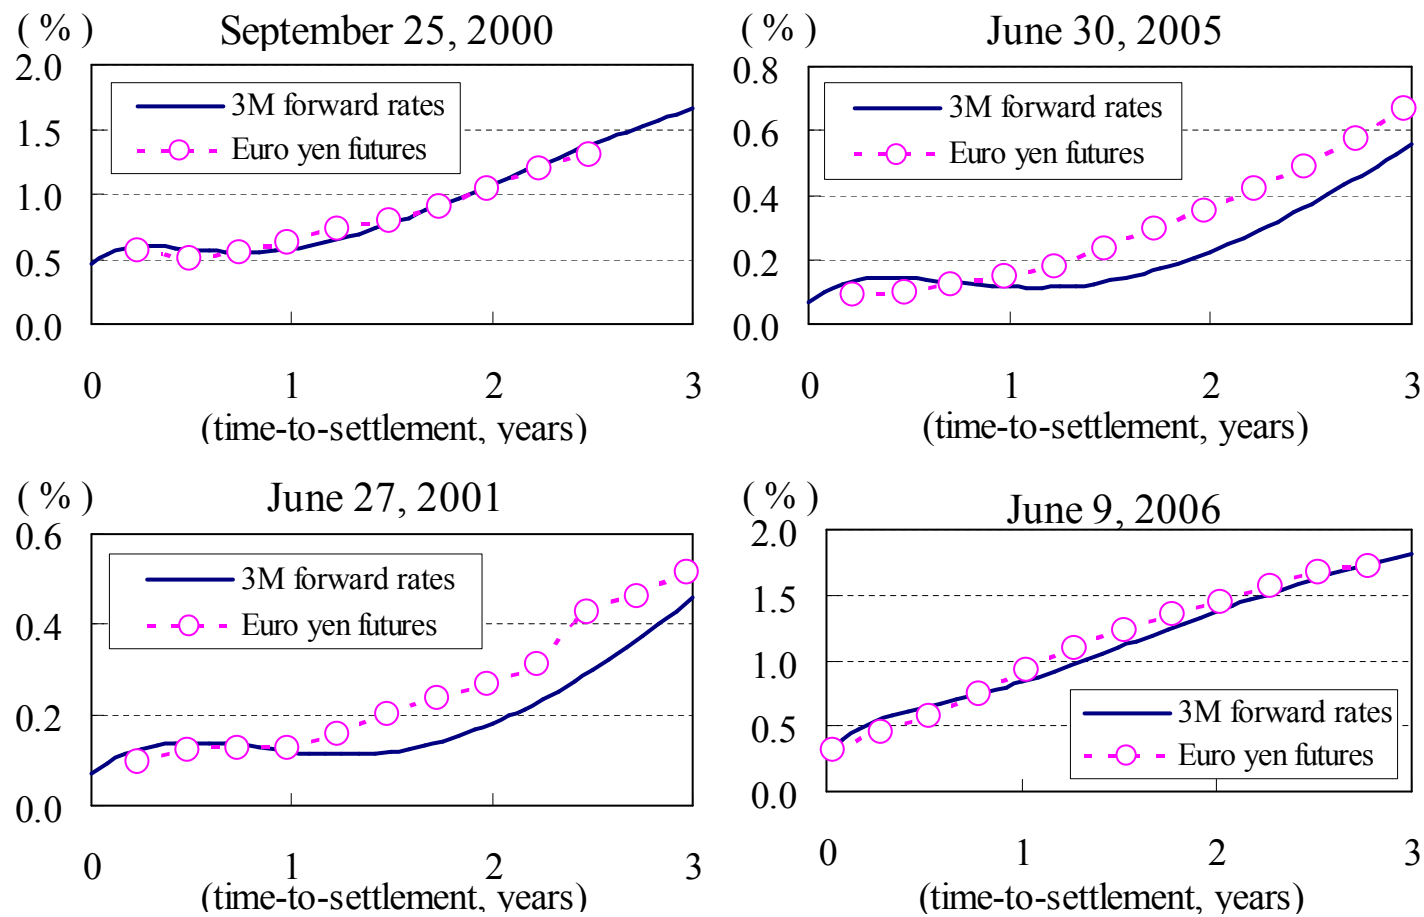 (%) September 25, 2000
2.0
1.5
1.0
0.5
0.0
3M forward rates
Euro yen futures
0 1 2 3
(time-to-settlement, years)
(%) June 30, 2005
0.8
0.6
0.4
0.2
0.0
3M forward rates
Euro yen futures
0 1 2 3
(time-to-settlement, years)
(%) June 27, 2001
0.6
0.4
0.2
0.0
3M forward rates
Euro yen futures
0 1 2 3
(time-to-settlement, years)
(%) June 9, 2006
2.0
1.5
1.0
0.5
0.0
3M forward rates
Euro yen futures
0 1 2 3
(time-to-settlement, years)